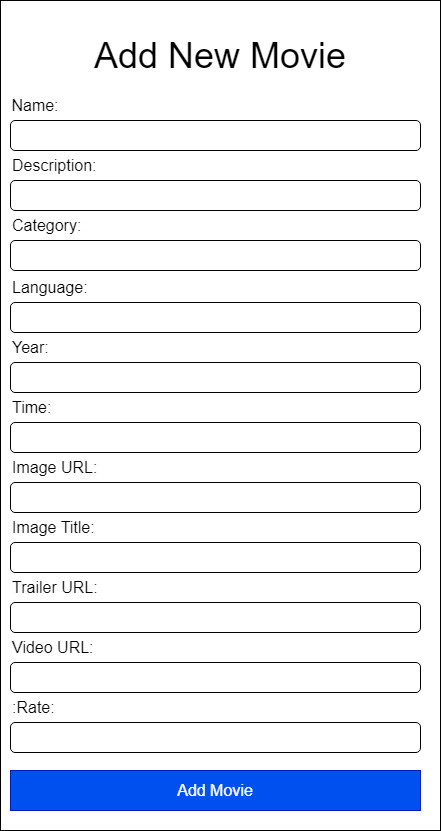 Add New Movie
Name:
Description:
Category:
Language:
Year:
Time:
Image URL:
Image Title:
Trailer URL:
Video URL:
:Rate:
Add Movie